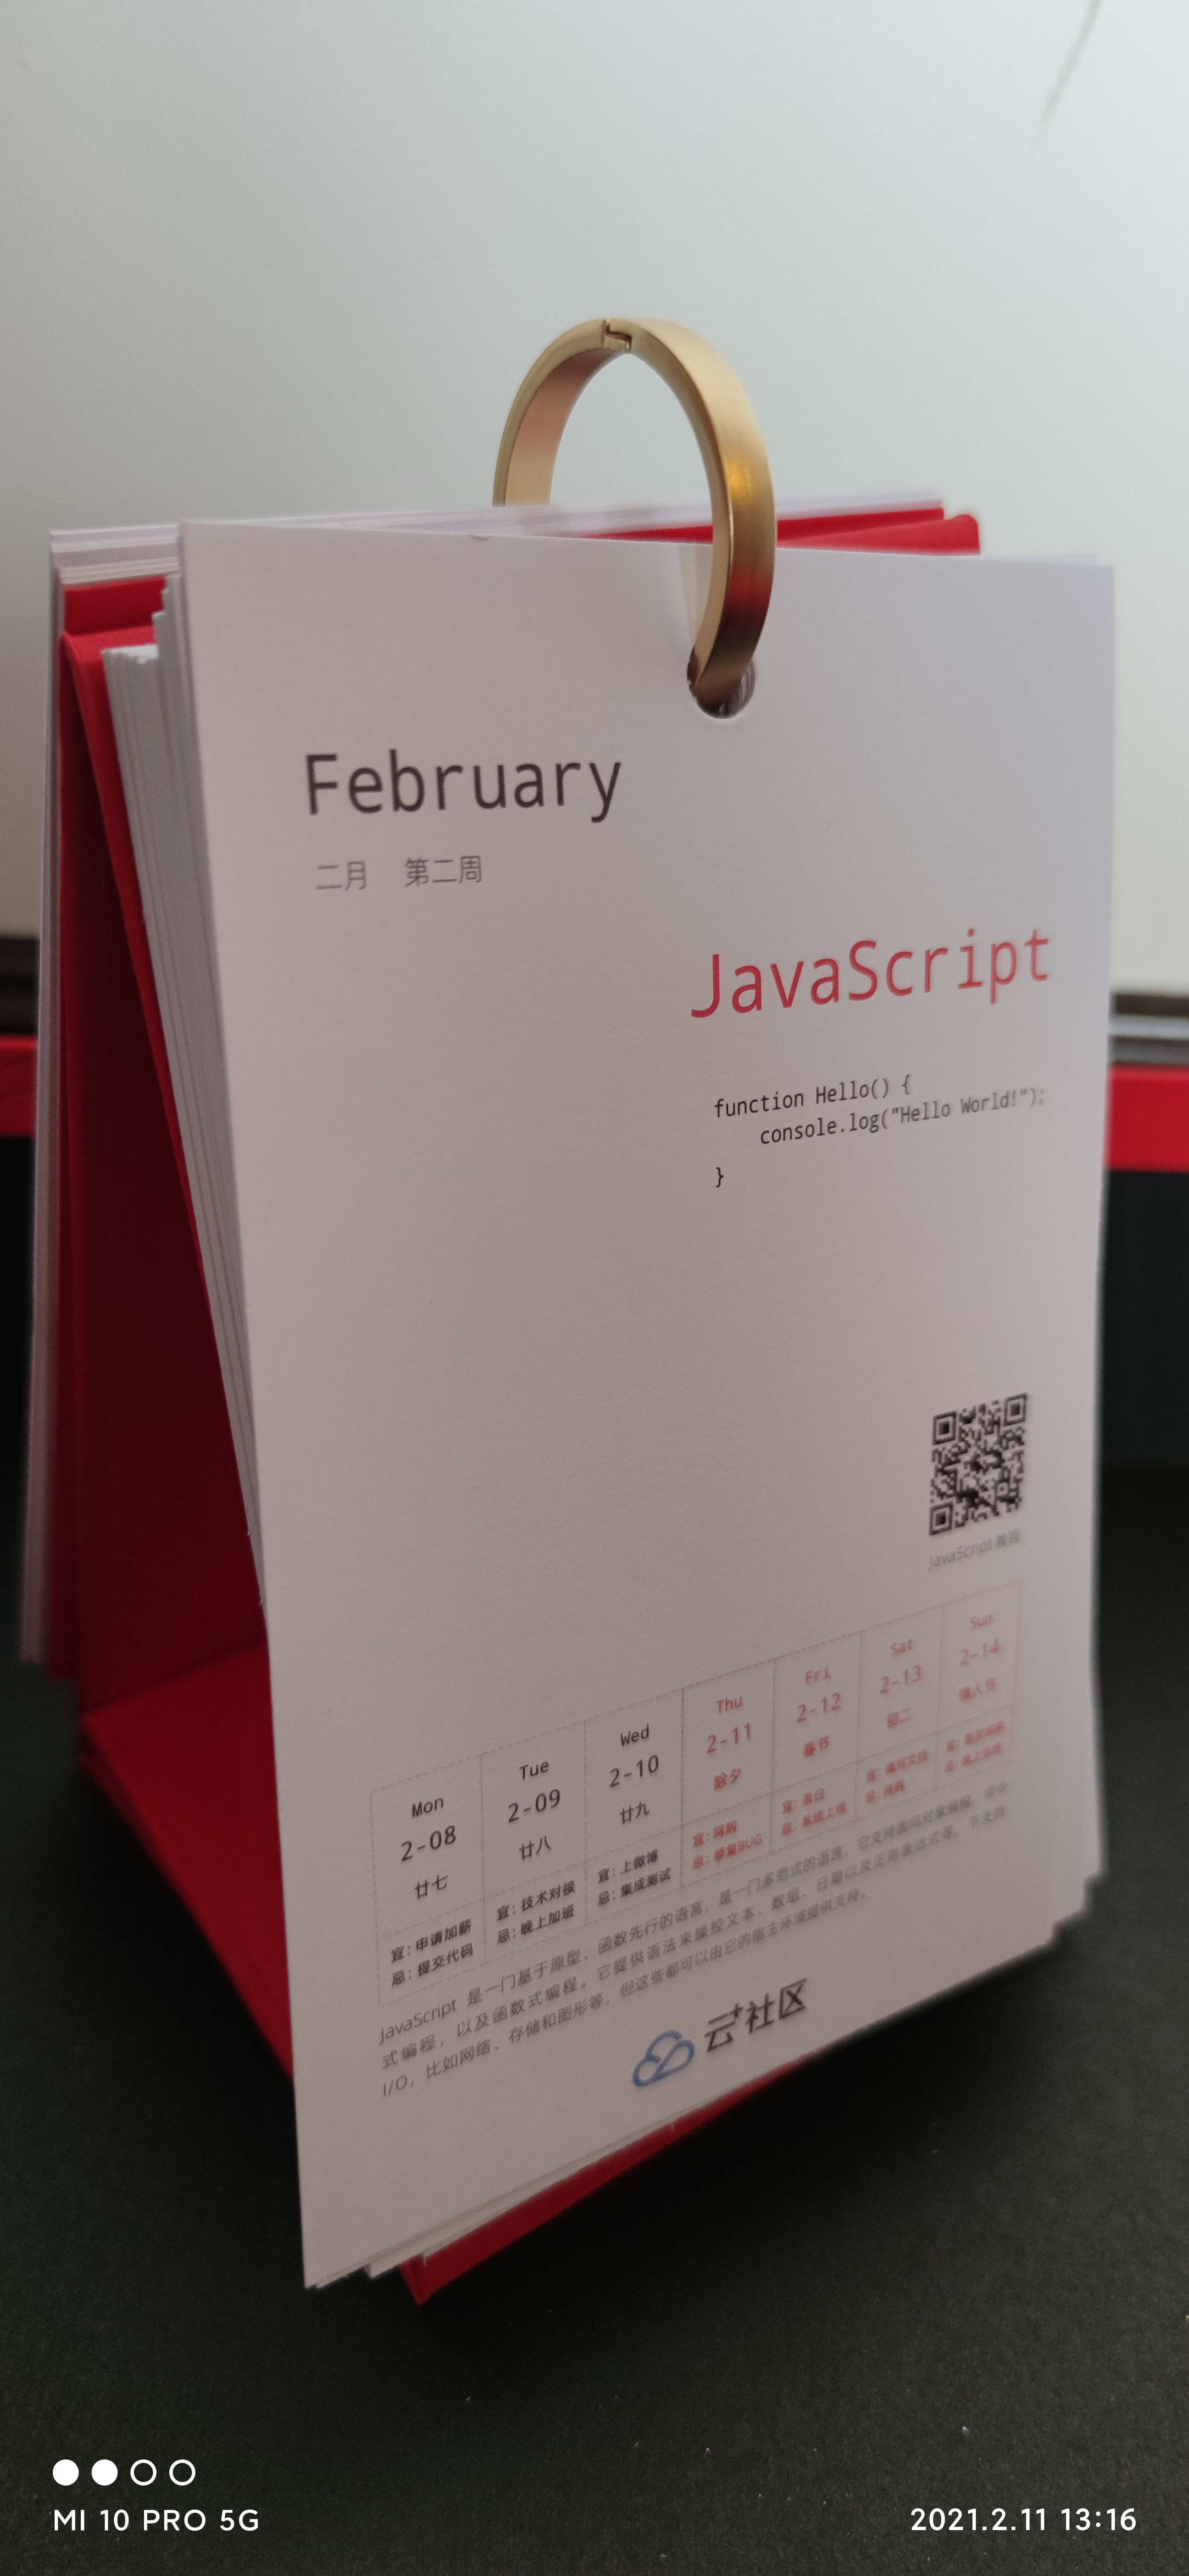 February
二月 第二周
JavaScript
function Hello() {
console.log("Hello World!");
}
JavaScript
Mon
2-08
廿七
宜: 申请加薪
忌: 提交代码
Tue
2-09
廿八
宜: 技术对接
忌: 晚上加班
Wed
2-10
廿九
宜: 上微博
忌: 集成测试
Thu
2-11
除夕
宜: 网购
忌: 修复BUG
Fri
2-12
春节
宜: 表白
忌: 系统上线
Sat
2-13
初二
宜:
忌:
Sun
2-14
情人节
宜:
忌: 晚上加班
JavaScript 是一门基于原型、函数先行的语言，是一门多范式的语言，它支持面向对象编程，命令
式编程，以及函数式编程。它提供语法来操控文本、数组、日期以及正则表达式等，不支持
I/O，比如网络、存储和图形等，但这些都可以由它的宿主环境提供支持。
云+社区
MI 10 PRO 5G
2021.2.11 13:16